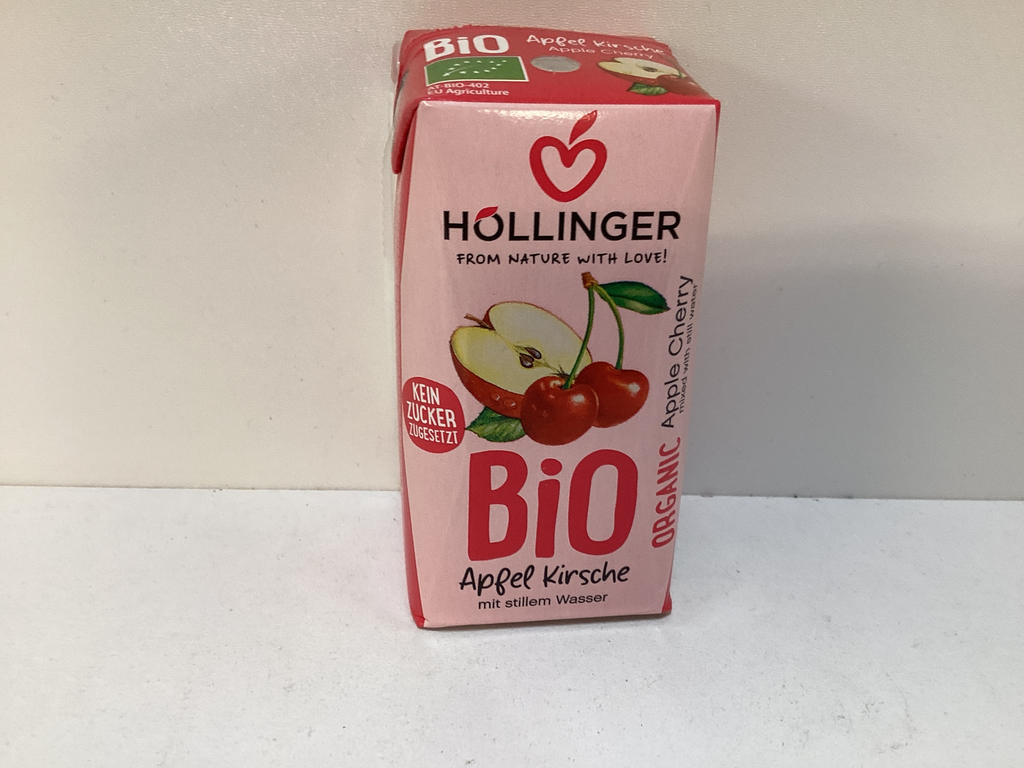 BiO
Apfel Kirsche
Apple Cherry
AT-BIO-402
EU Agriculture
HÖLLINGER
FROM NATURE WITH LOVE!
KEIN
ZUCKER
ZUGESETZT
BiO
Apfel Kirsche
mit stillem Wasser
ORGANIC Apple Cherry
mixed with still water